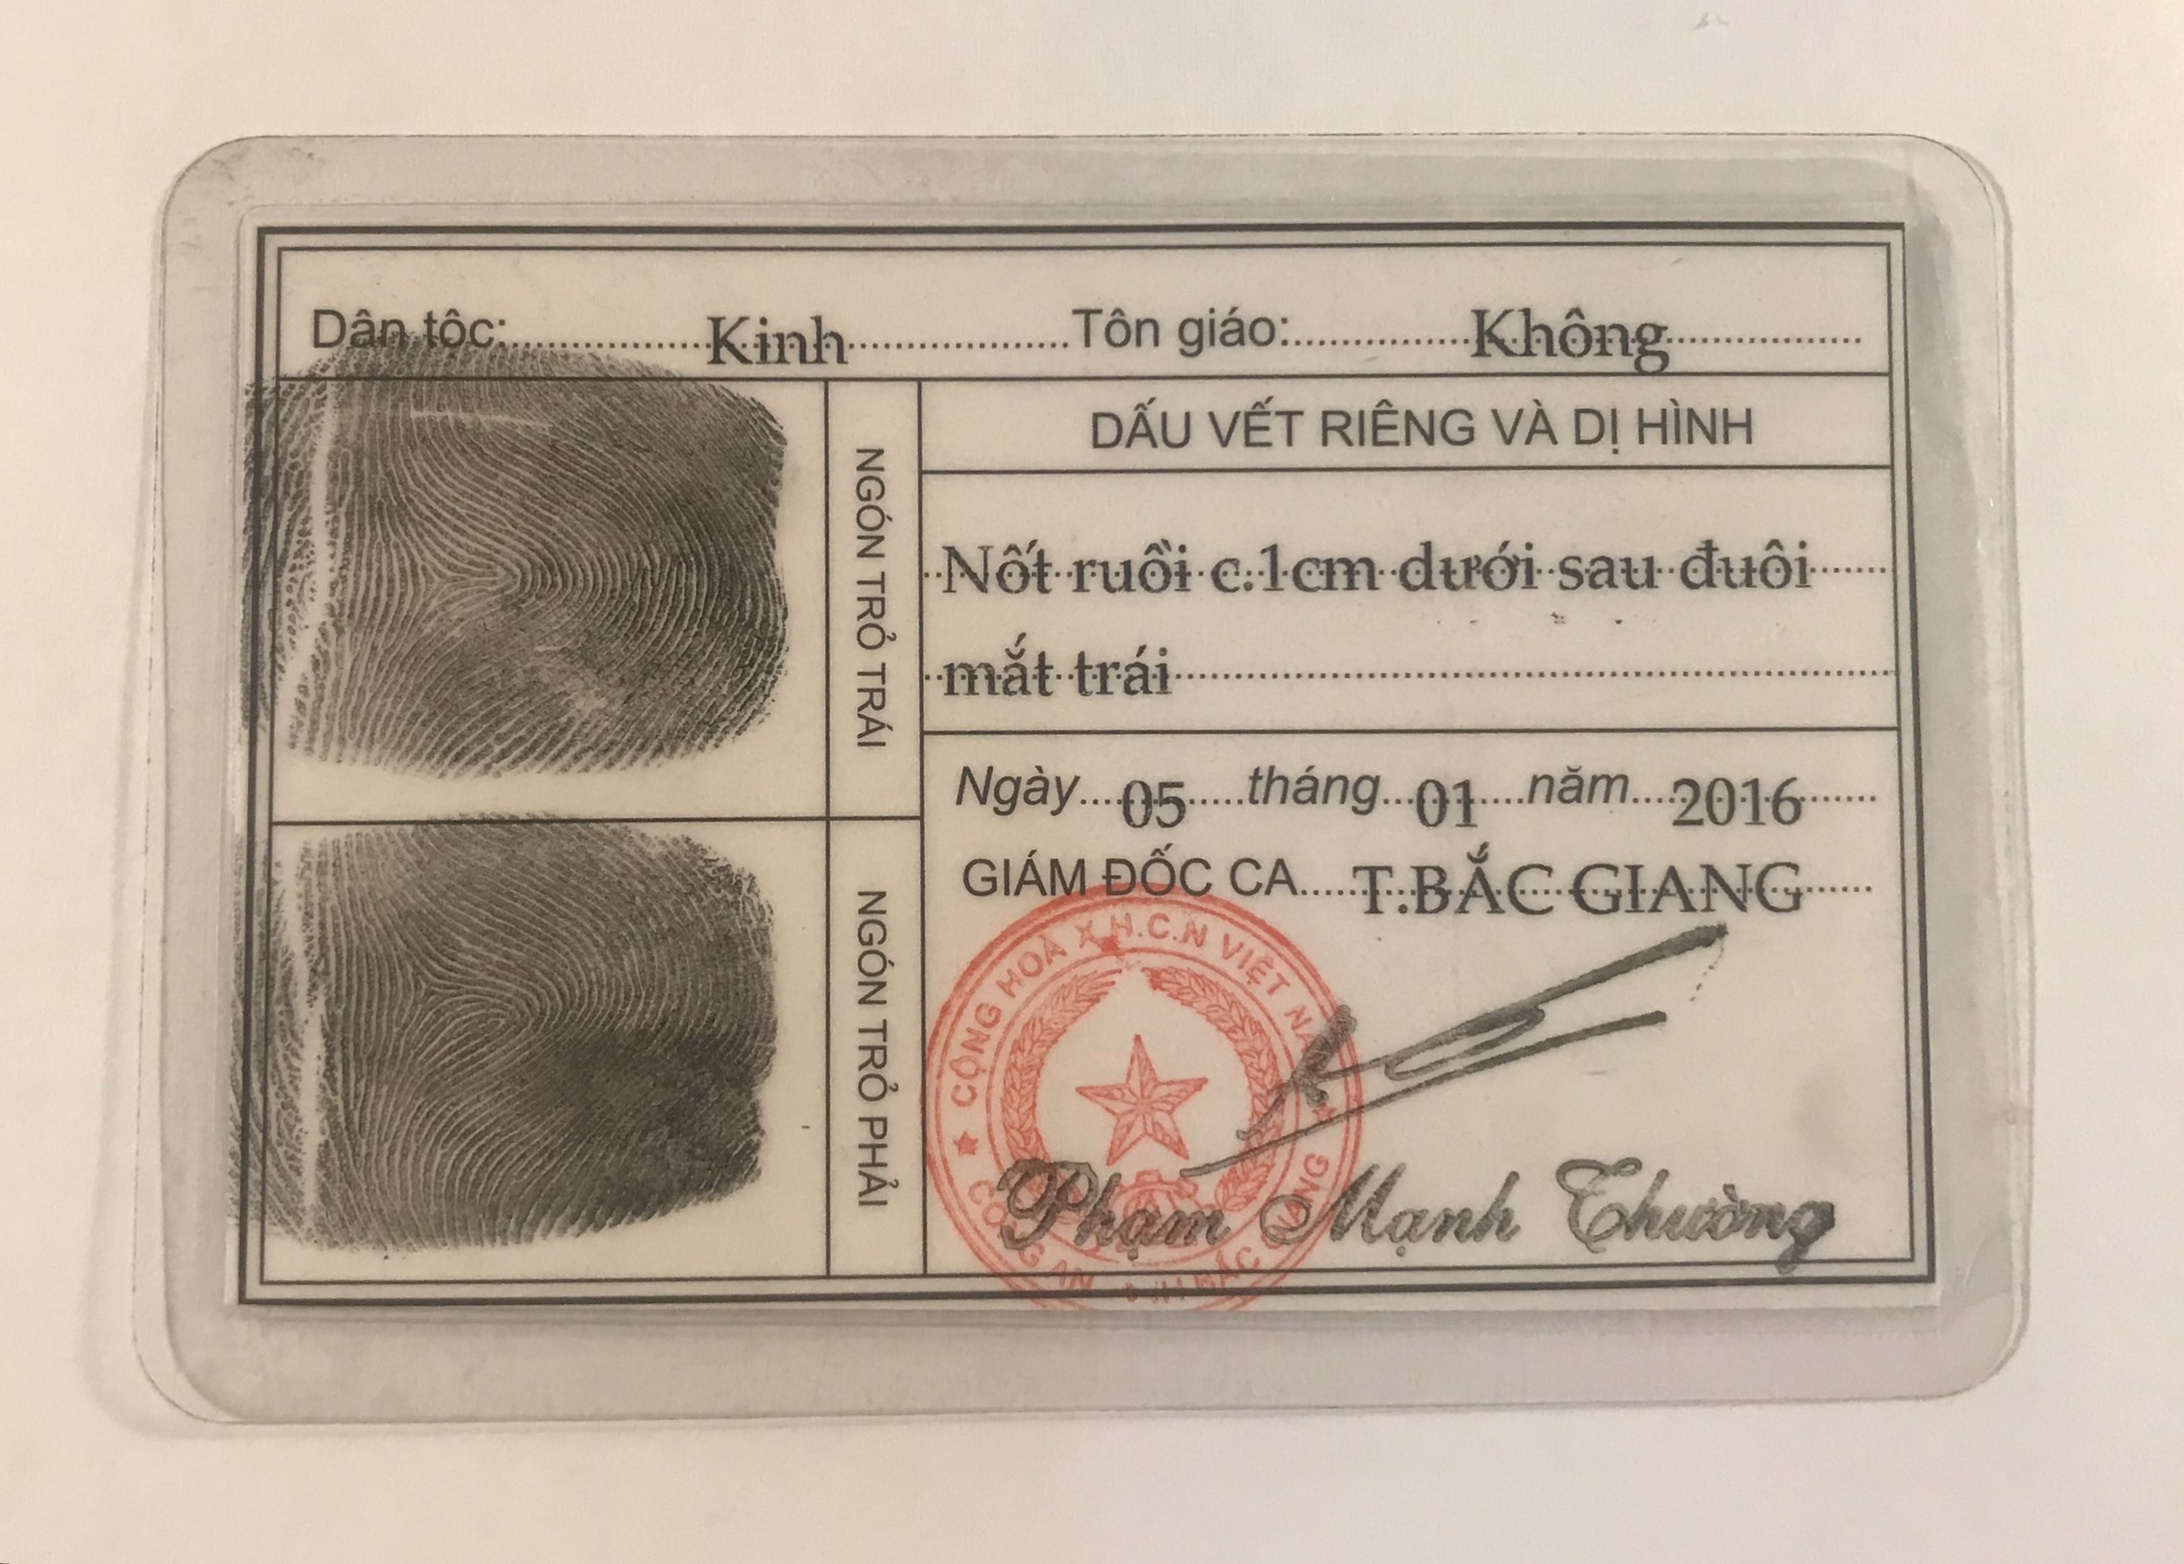 Dân tộc: Kinh Tôn giáo: Không
NGÓN TRỎ TRÁI
NGÓN TRỎ PHẢI
DẤU VẾT RIÊNG VÀ DỊ HÌNH
Nốt ruồi c.1cm dưới sau đuôi
mắt trái
Ngày 05 tháng 01 năm 2016
GIÁM ĐỐC CA T.BẮC GIANG
CỘNG HOÀ X.H.C.N VIỆT NAM
CÔNG AN TỈNH BẮC GIANG
Phạm Mạnh Thường